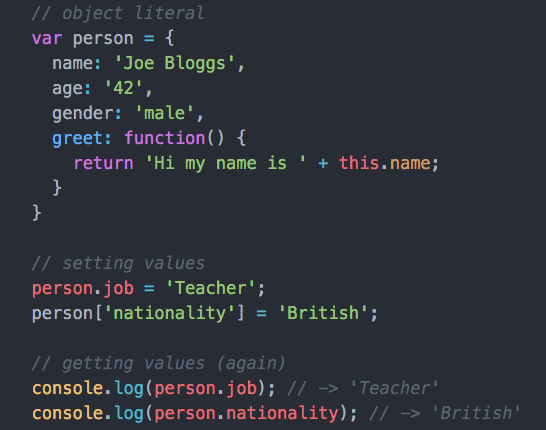 // object literal
var person = {
  name: 'Joe Bloggs',
  age: '42',
  gender: 'male',
  greet: function() {
    return 'Hi my name is ' + this.name;
  }
}
// setting values
person.job = 'Teacher';
person['nationality'] = 'British';
// getting values (again)
console.log(person.job); // -> 'Teacher'
console.log(person.nationality); // -> 'British'